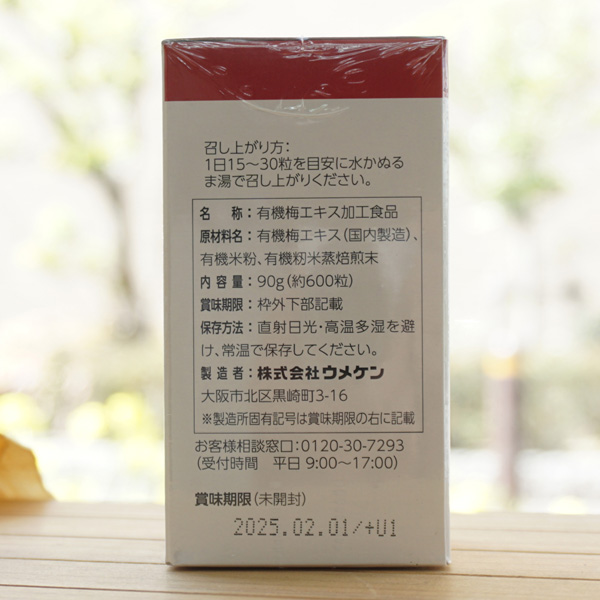 召し上がり方：
1日15〜30粒を目安に水かぬる
ま湯で召し上がりください。
名　　称：有機梅エキス加工食品
原材料名：有機梅エキス（国内製造）、
有機米粉、有機籾米蒸焙煎末
内 容 量：90g（約600粒）
賞味期限：枠外下部記載
保存方法：直射日光・高温多湿を避
け、常温で保存してください。
製 造 者：株式会社ウメケン
大阪市北区黒崎町3-16
※製造所固有記号は賞味期限の右に記載
お客様相談窓口：0120-30-7293
（受付時間　平日 9:00〜17:00）
賞味期限（未開封）
2025.02.01/+U1